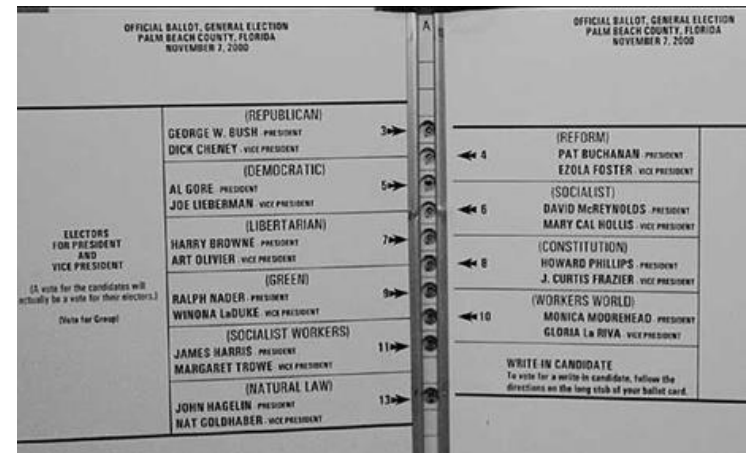 OFFICIAL BALLOT, GENERAL ELECTION
PALM BEACH COUNTY, FLORIDA
NOVEMBER 7, 2000
ELECTORS
FOR PRESIDENT
AND
VICE PRESIDENT
(A vote for the candidates will
actually be a vote for their electors.)
(Vote for Group)
(REPUBLICAN)
GEORGE W. BUSH - PRESIDENT
DICK CHENEY - VICE PRESIDENT
3
(DEMOCRATIC)
AL GORE - PRESIDENT
JOE LIEBERMAN - VICE PRESIDENT
5
(LIBERTARIAN)
HARRY BROWNE - PRESIDENT
ART OLIVIER - VICE PRESIDENT
7
(GREEN)
RALPH NADER - PRESIDENT
WINONA LaDUKE - VICE PRESIDENT
9
(SOCIALIST WORKERS)
JAMES HARRIS - PRESIDENT
MARGARET TROWE - VICE PRESIDENT
11
(NATURAL LAW)
JOHN HAGELIN - PRESIDENT
NAT GOLDHABER - VICE PRESIDENT
13
A
OFFICIAL BALLOT, GENERAL ELECTION
PALM BEACH COUNTY, FLORIDA
NOVEMBER 7, 2000
(REFORM)
4 PAT BUCHANAN - PRESIDENT
EZOLA FOSTER - VICE PRESIDENT
(SOCIALIST)
6 DAVID McREYNOLDS - PRESIDENT
MARY CAL HOLLIS - VICE PRESIDENT
(CONSTITUTION)
8 HOWARD PHILLIPS - PRESIDENT
J. CURTIS FRAZIER - VICE PRESIDENT
(WORKERS WORLD)
10 MONICA MOOREHEAD - PRESIDENT
GLORIA La RIVA - VICE PRESIDENT
WRITE-IN CANDIDATE
To vote for a write-in candidate, follow the
directions on the long stub of your ballot card.